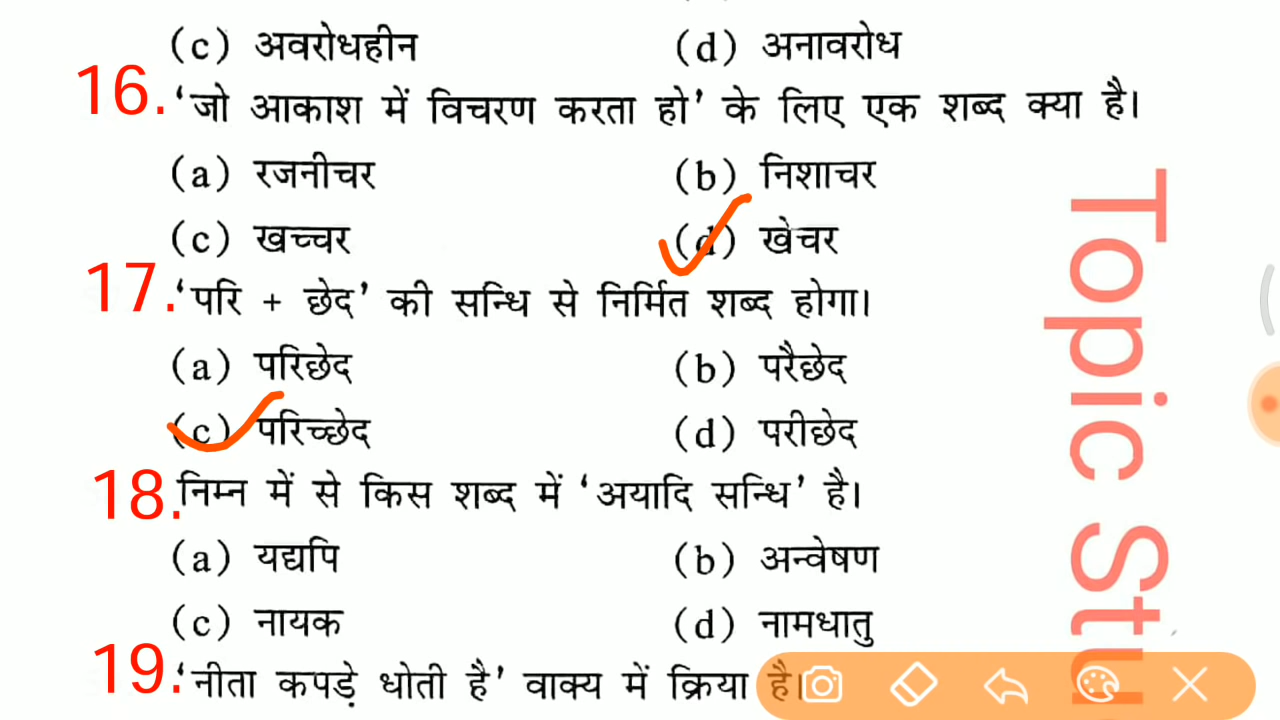 (c) अवरोधहीन (d) अनावरोध
16. ‘जो आकाश में विचरण करता हो’ के लिए एक शब्द क्या है।
(a) रजनीचर (b) निशाचर
(c) खच्चर (d) खेचर
17. ‘परि + छेद’ की सन्धि से निर्मित शब्द होगा।
(a) परिछेद (b) परैछेद
(c) परिच्छेद (d) परीछेद
18. निम्न में से किस शब्द में ‘अयादि सन्धि’ है।
(a) यद्यपि (b) अन्वेषण
(c) नायक (d) नामधातु
19. ‘नीता कपड़े धोती है’ वाक्य में क्रिया है।
Topic Stu